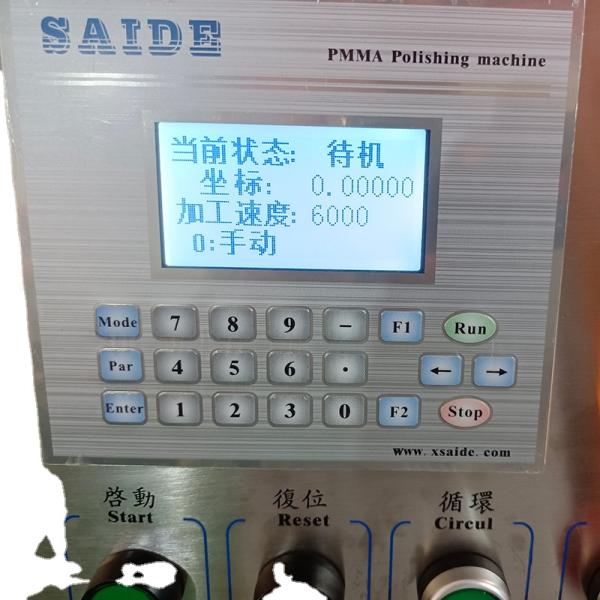 SAIDE
PMMA Polishing machine
当前状态: 待机
坐标: 0.00000
加工速度: 6000
0:手动
Mode 7 8 9 - F1 Run
Par 4 5 6 . ← →
Enter 1 2 3 0 F2 Stop
www.xsaide.com
啓動 復位 循環
Start Reset Circul